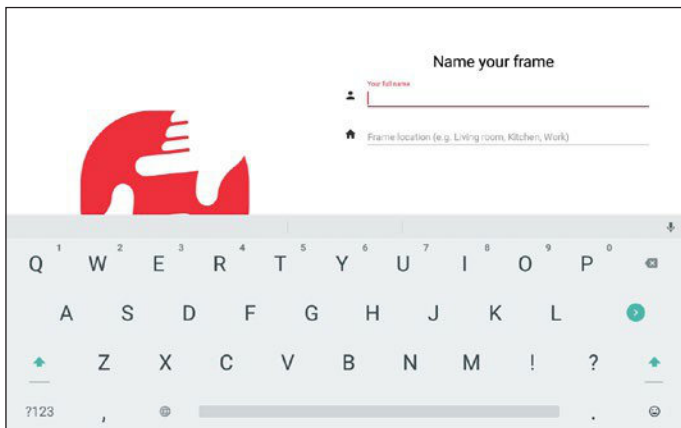 Name your frame
Your full name
Frame location (e.g. Living room, Kitchen, Work)
Q 1 W 2 E 3 R 4 T 5 Y 6 U 7 I 8 O 9 P 0
A S D F G H J K L
Z X C V B N M ! ?
?123 , @ .